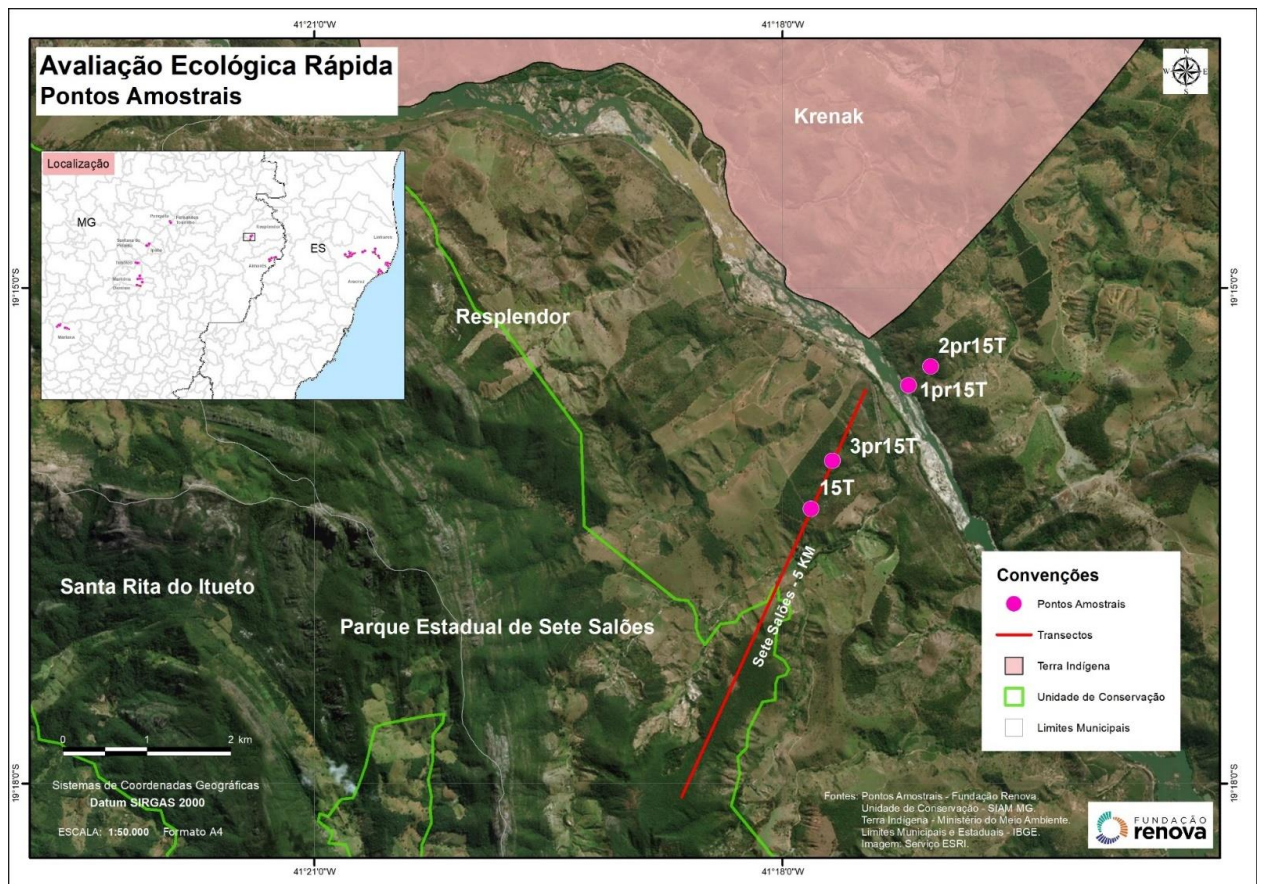 41°21'0"W
41°18'0"W
Avaliação Ecológica Rápida
Pontos Amostrais
N
W
E
S
Krenak
Localização
MG
ES
19°15'0"S
19°15'0"S
Resplendor
2pr15T
1pr15T
3pr15T
15T
Sete Salões - 5 KM
Santa Rita do Itueto
Parque Estadual de Sete Salões
Convenções
Pontos Amostrais
Transectos
Terra Indígena
Unidade de Conservação
Limites Municipais
0 1 2 km
Sistemas de Coordenadas Geográficas
Datum SIRGAS 2000
ESCALA: 1:50.000 Formato A4
19°18'0"S
19°18'0"S
Fontes: Pontos Amostrais - Fundação Renova.
Unidade de Conservação - SIAM MG.
Terra Indígena - Ministério do Meio Ambiente.
Limites Municipais e Estaduais - IBGE.
Imagem: Serviço ESRI.
FUNDAÇÃO
renova
41°21'0"W
41°18'0"W